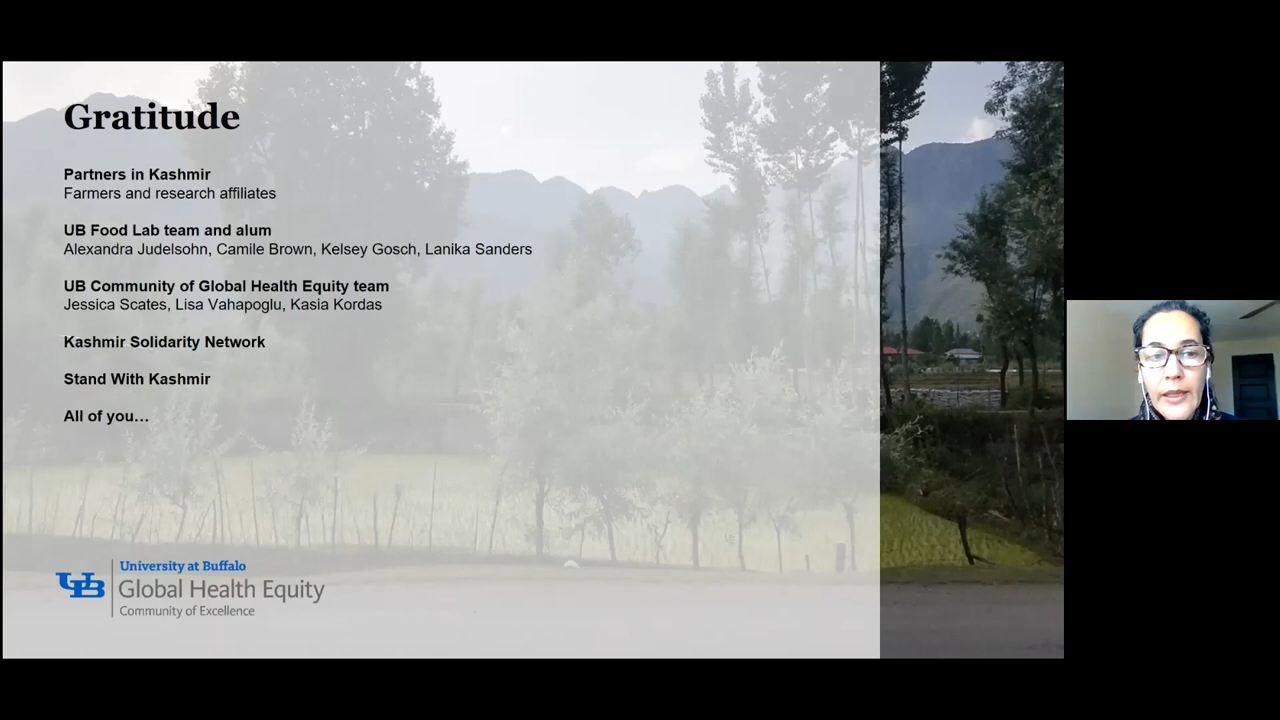 Gratitude
Partners in Kashmir
Farmers and research affiliates
UB Food Lab team and alum
Alexandra Judelsohn, Camile Brown, Kelsey Gosch, Lanika Sanders
UB Community of Global Health Equity team
Jessica Scates, Lisa Vahapoglu, Kasia Kordas
Kashmir Solidarity Network
Stand With Kashmir
All of you…
UB
University at Buffalo
Global Health Equity
Community of Excellence